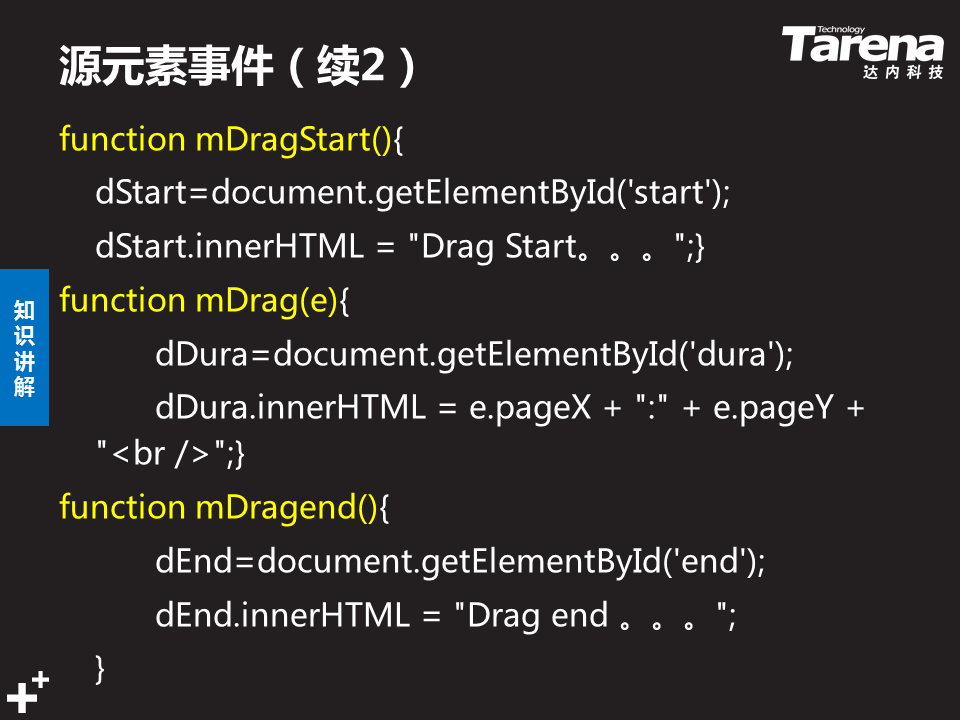 源元素事件（续2）
Technology
Tarena
达内科技
function mDragStart(){
dStart=document.getElementById('start');
dStart.innerHTML = "Drag Start。。。";}
function mDrag(e){
dDura=document.getElementById('dura');
dDura.innerHTML = e.pageX + ":" + e.pageY +
"<br />";}
function mDragend(){
dEnd=document.getElementById('end');
dEnd.innerHTML = "Drag end 。。。";
}
知
识
讲
解